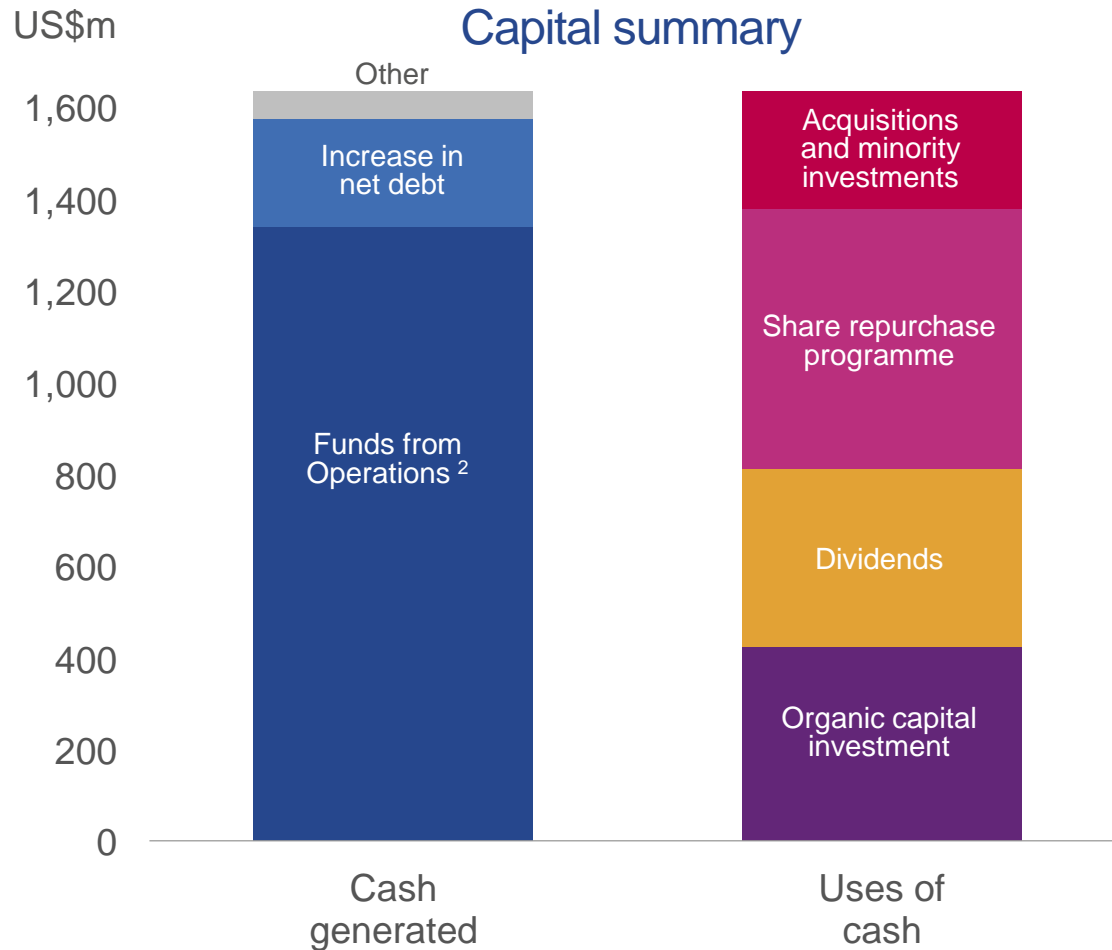 US$m
Capital summary
1,600
1,400
1,200
1,000
800
600
400
200
0
Other
Increase in
net debt
Funds from
Operations ²
Acquisitions
and minority
investments
Share repurchase
programme
Dividends
Organic capital
investment
Cash
generated
Uses of
cash